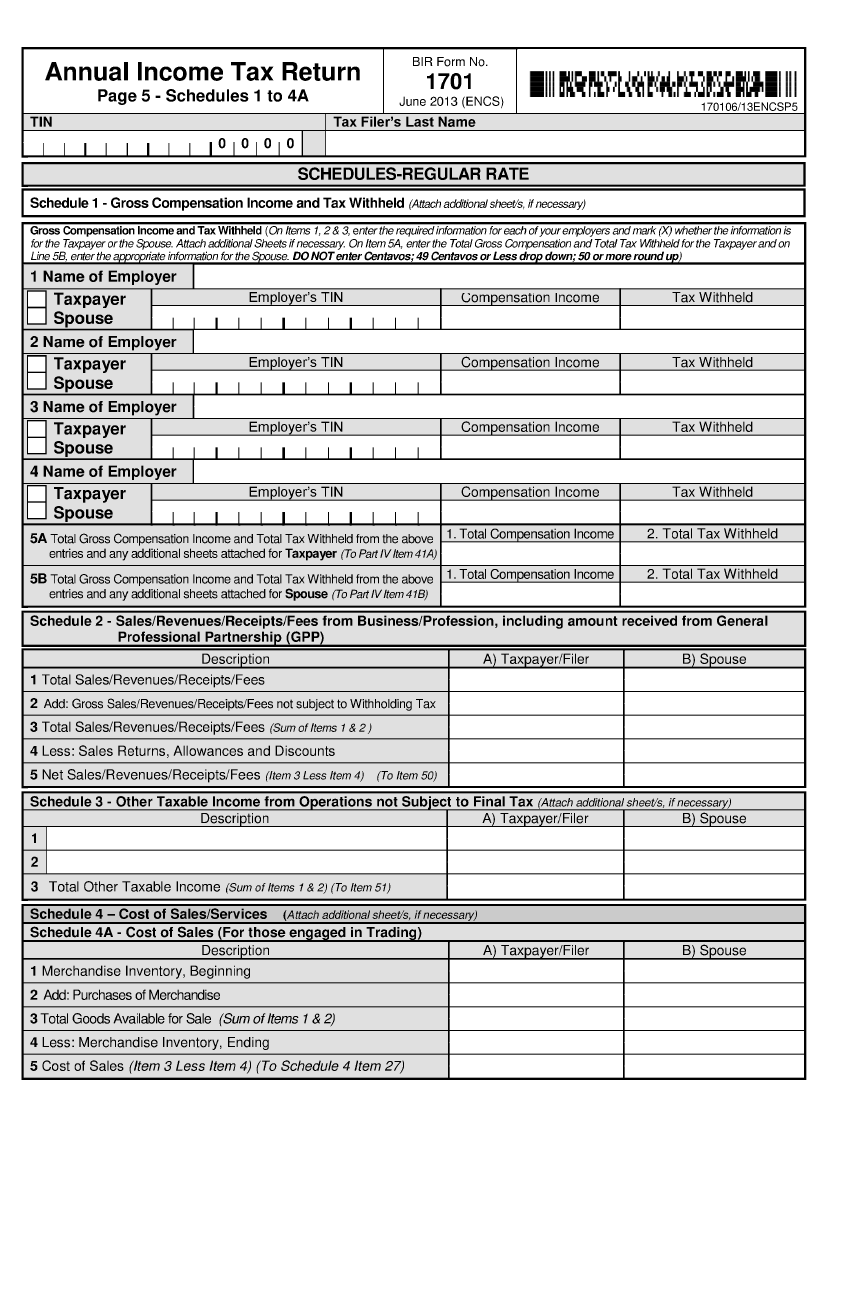 Annual Income Tax Return
Page 5 - Schedules 1 to 4A
BIR Form No.
1701
June 2013 (ENCS)
170106/13ENCSP5
TIN
Tax Filer's Last Name
0 0 0 0
SCHEDULES-REGULAR RATE
Schedule 1 - Gross Compensation Income and Tax Withheld (Attach additional sheet/s, if necessary)
Gross Compensation Income and Tax Withheld (On Items 1, 2 & 3, enter the required information for each of your employers and mark (X) whether the information is
for the Taxpayer or the Spouse. Attach additional Sheets if necessary. On Item 5A, enter the Total Gross Compensation and Total Tax Withheld for the Taxpayer and on
Line 5B, enter the appropriate information for the Spouse. DO NOT enter Centavos; 49 Centavos or Less drop down; 50 or more round up)
1 Name of Employer
Taxpayer
Spouse
Employer's TIN
Compensation Income
Tax Withheld
2 Name of Employer
Taxpayer
Spouse
Employer's TIN
Compensation Income
Tax Withheld
3 Name of Employer
Taxpayer
Spouse
Employer's TIN
Compensation Income
Tax Withheld
4 Name of Employer
Taxpayer
Spouse
Employer's TIN
Compensation Income
Tax Withheld
5A Total Gross Compensation Income and Total Tax Withheld from the above
entries and any additional sheets attached for Taxpayer (To Part IV Item 41A)
1. Total Compensation Income
2. Total Tax Withheld
5B Total Gross Compensation Income and Total Tax Withheld from the above
entries and any additional sheets attached for Spouse (To Part IV Item 41B)
1. Total Compensation Income
2. Total Tax Withheld
Schedule 2 - Sales/Revenues/Receipts/Fees from Business/Profession, including amount received from General
Professional Partnership (GPP)
Description
A) Taxpayer/Filer
B) Spouse
1 Total Sales/Revenues/Receipts/Fees
2 Add: Gross Sales/Revenues/Receipts/Fees not subject to Withholding Tax
3 Total Sales/Revenues/Receipts/Fees (Sum of Items 1 & 2 )
4 Less: Sales Returns, Allowances and Discounts
5 Net Sales/Revenues/Receipts/Fees (Item 3 Less Item 4) (To Item 50)
Schedule 3 - Other Taxable Income from Operations not Subject to Final Tax (Attach additional sheet/s, if necessary)
Description
A) Taxpayer/Filer
B) Spouse
1
2
3 Total Other Taxable Income (Sum of Items 1 & 2) (To Item 51)
Schedule 4 – Cost of Sales/Services (Attach additional sheet/s, if necessary)
Schedule 4A - Cost of Sales (For those engaged in Trading)
Description
A) Taxpayer/Filer
B) Spouse
1 Merchandise Inventory, Beginning
2 Add: Purchases of Merchandise
3 Total Goods Available for Sale (Sum of Items 1 & 2)
4 Less: Merchandise Inventory, Ending
5 Cost of Sales (Item 3 Less Item 4) (To Schedule 4 Item 27)